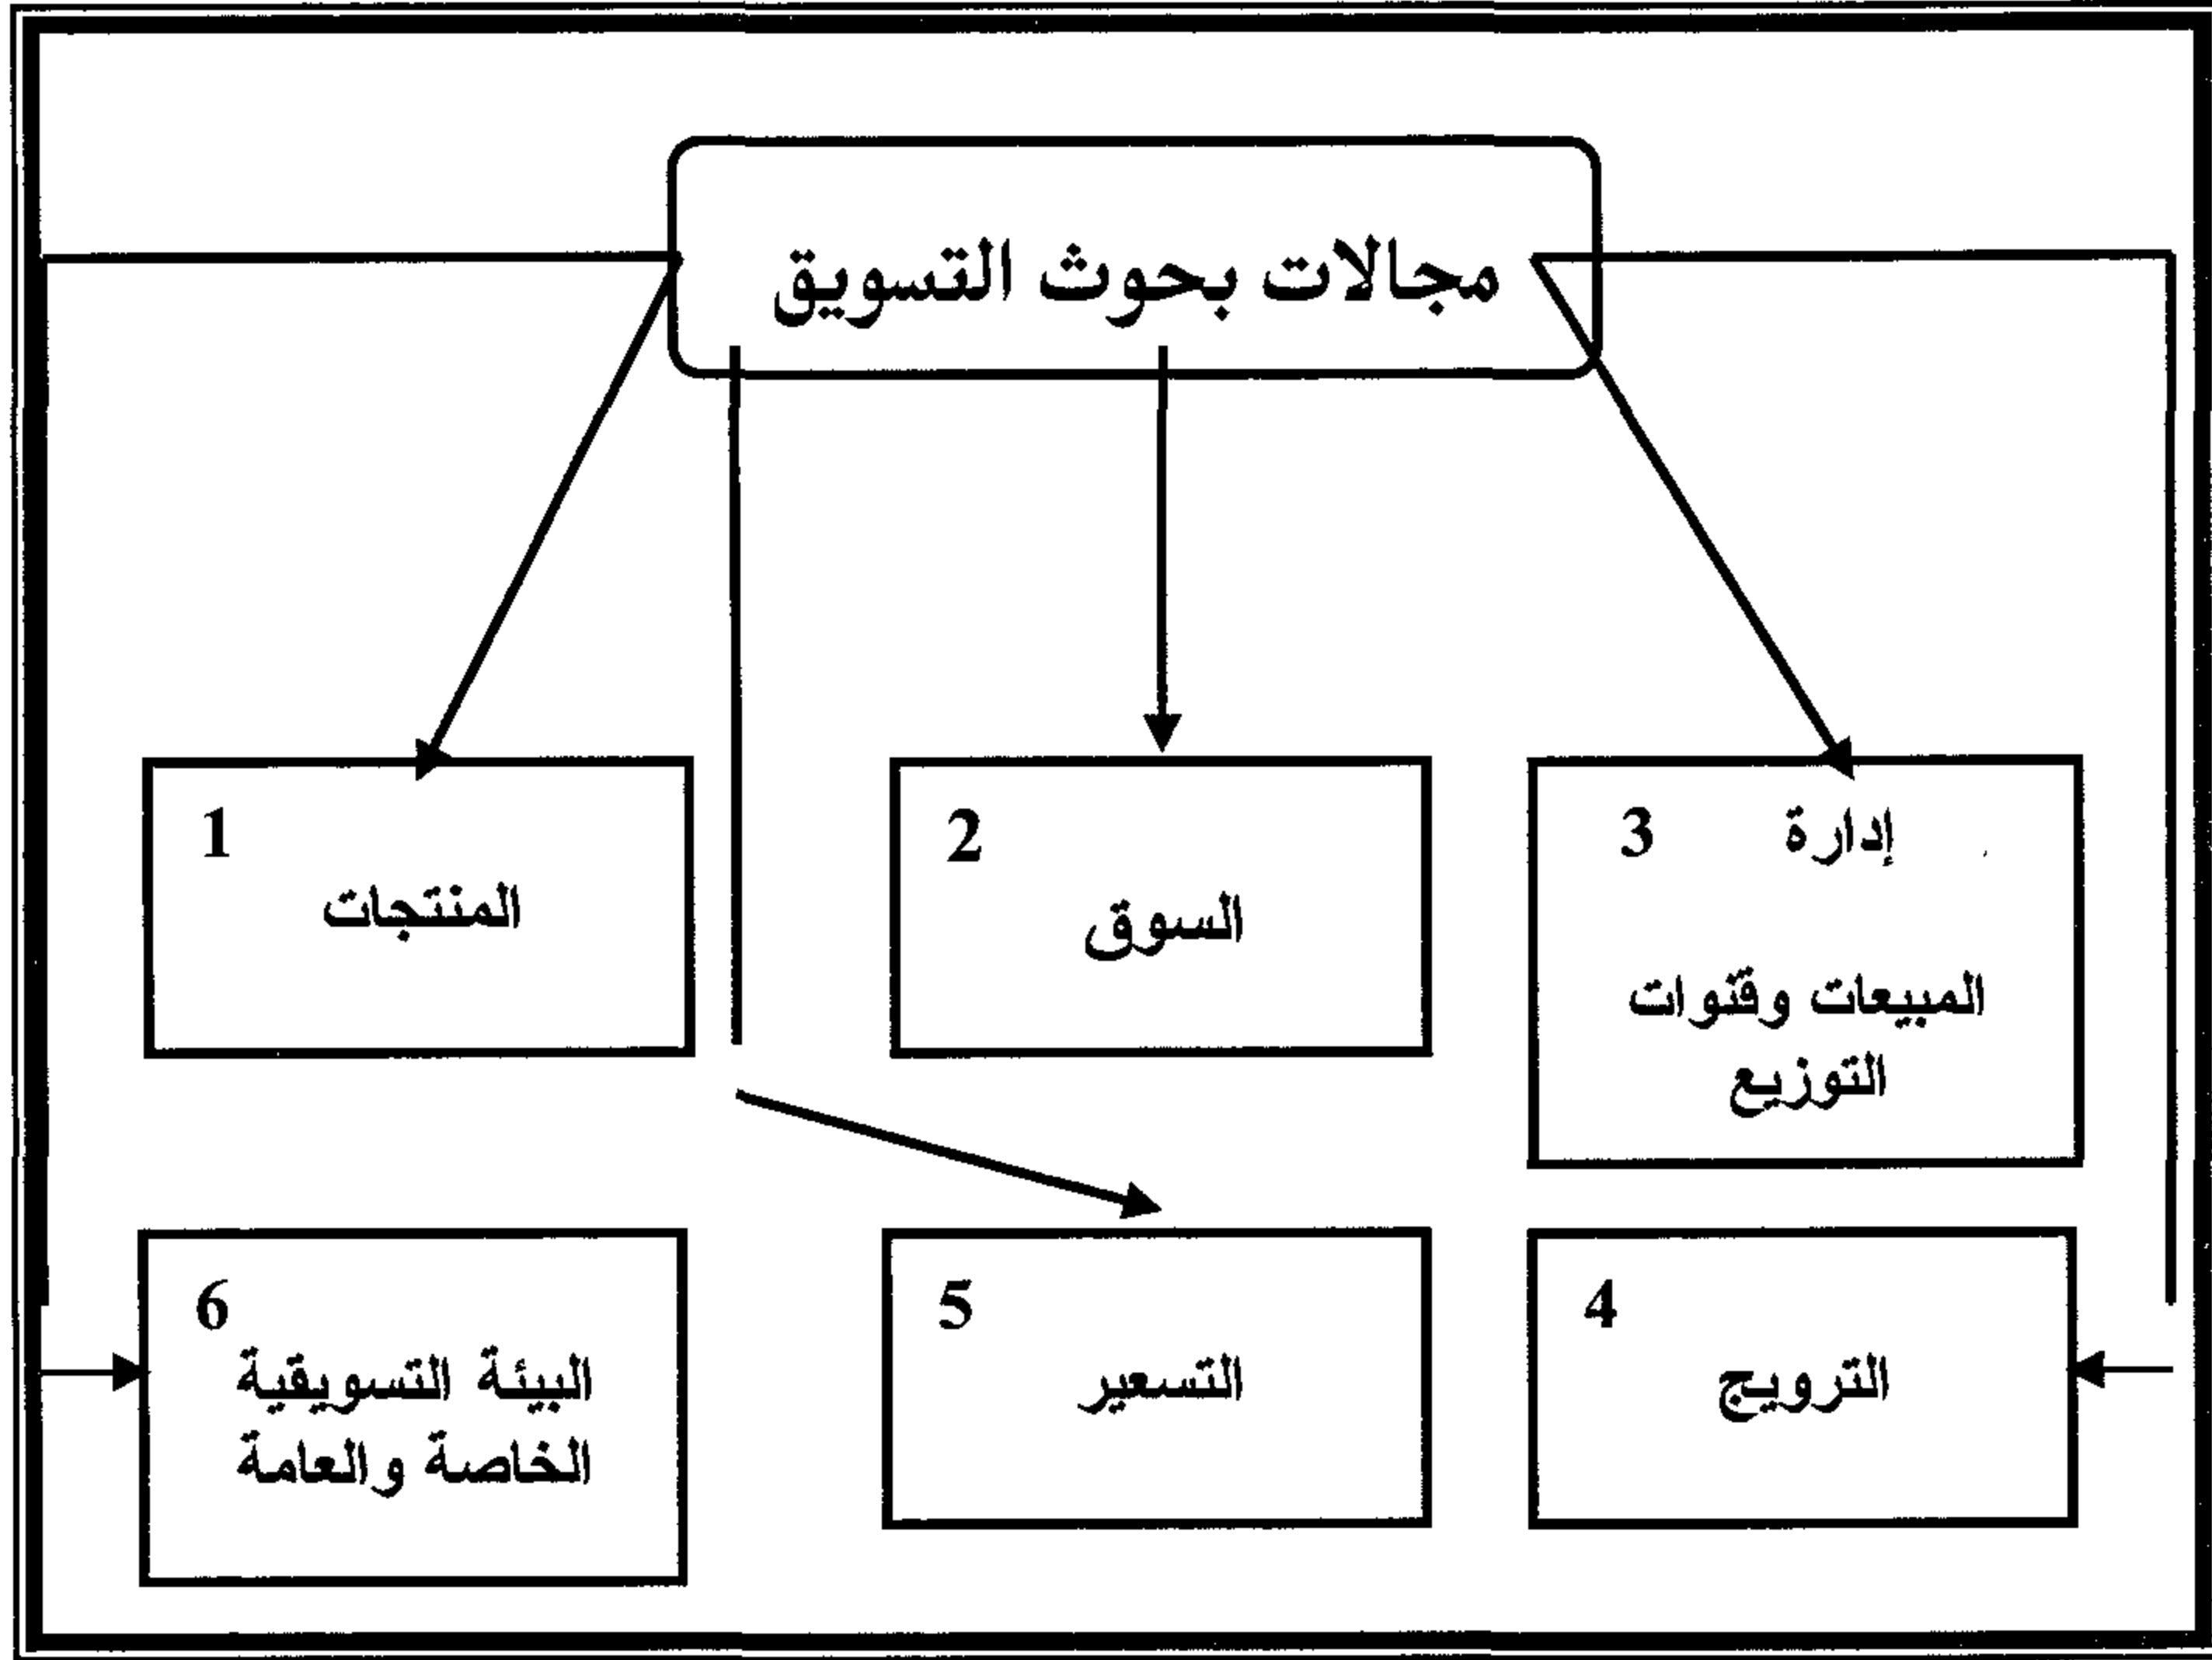 مجالات بحوث التسويق
1
المنتجات
2
السوق
3 إدارة
المبيعات وقنوات
التوزيع
4
الترويج
5
التسعير
6
البيئة التسويقية
الخاصة والعامة